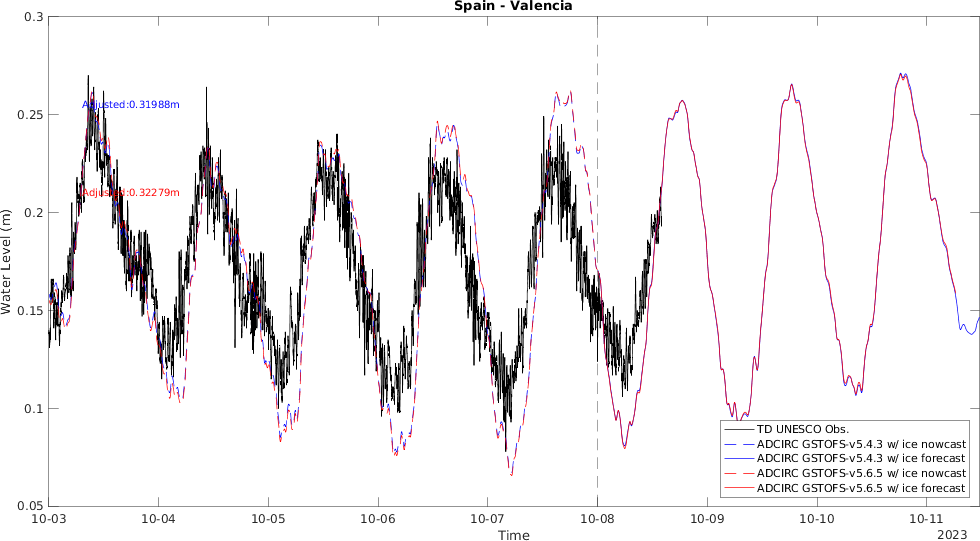 Spain - Valencia
0.3
0.25
0.2
0.15
0.1
0.05
Water Level (m)
Adjusted:0.31988m
Adjusted:0.32279m
TD UNESCO Obs.
ADCIRC GSTOFS-v5.4.3 w/ ice nowcast
ADCIRC GSTOFS-v5.4.3 w/ ice forecast
ADCIRC GSTOFS-v5.6.5 w/ ice nowcast
ADCIRC GSTOFS-v5.6.5 w/ ice forecast
10-03 10-04 10-05 10-06 10-07 10-08 10-09 10-10 10-11
Time
2023